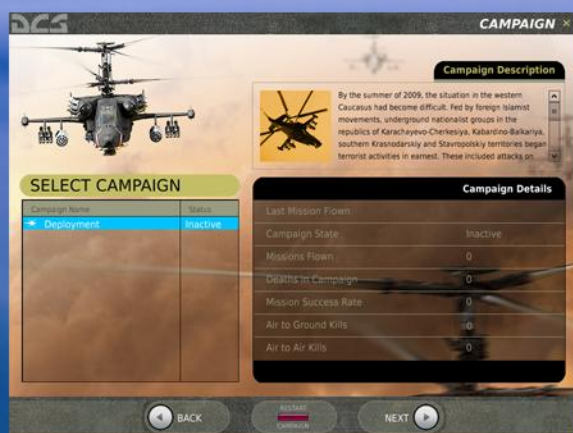 DCS
CAMPAIGN ×
Campaign Description
By the summer of 2009, the situation in the western
Caucasus had become difficult. Fed by foreign Islamist
movements, underground nationalist groups in the
republics of Karachayevo-Cherkesiya, Kabardino-Balkariya,
southern Krasnodarskiy and Stavropolskiy territories began
terrorist activities in earnest. These included attacks on
SELECT CAMPAIGN
Campaign Name Status
Deployment Inactive
Campaign Details
Last Mission Flown
Campaign State Inactive
Missions Flown 0
Deaths in Campaign 0
Mission Success Rate 0
Air to Ground Kills 0
Air to Air Kills 0
BACK
RESTART
CAMPAIGN
NEXT